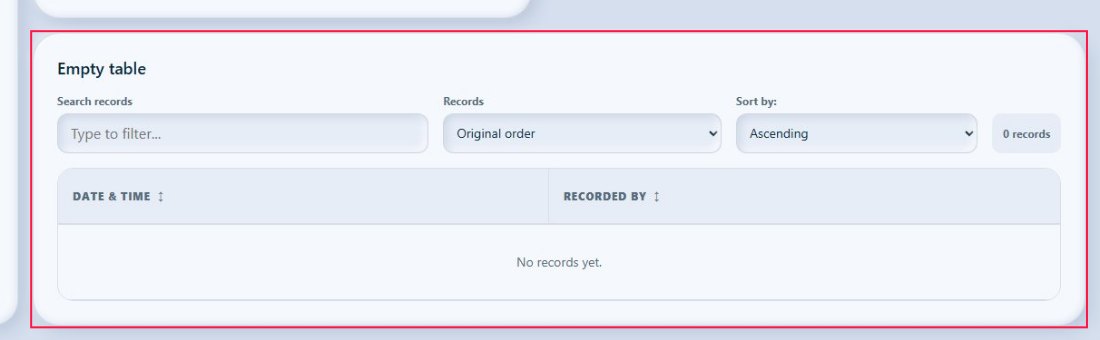 Empty table
Search records Records Sort by:
Type to filter... Original order Ascending 0 records
DATE & TIME ↕ RECORDED BY ↕
No records yet.